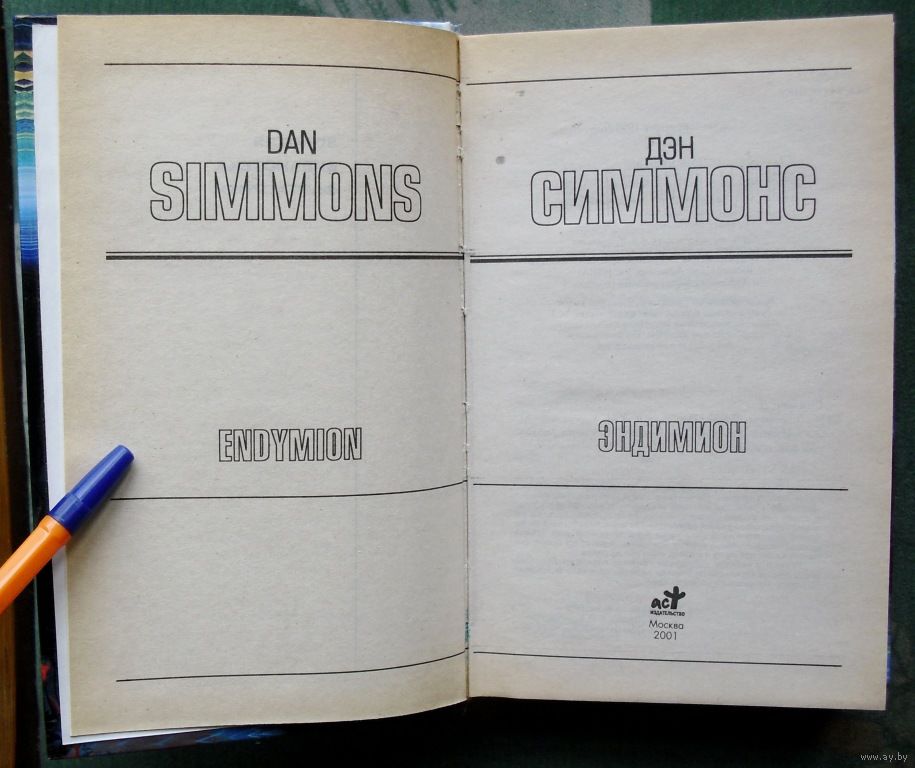 DAN
SIMMONS
ENDYMION
ДЭН
СИММОНС
ЭНДИМИОН
аст
ИЗДАТЕЛЬСТВО
Москва
2001
www.ay.by